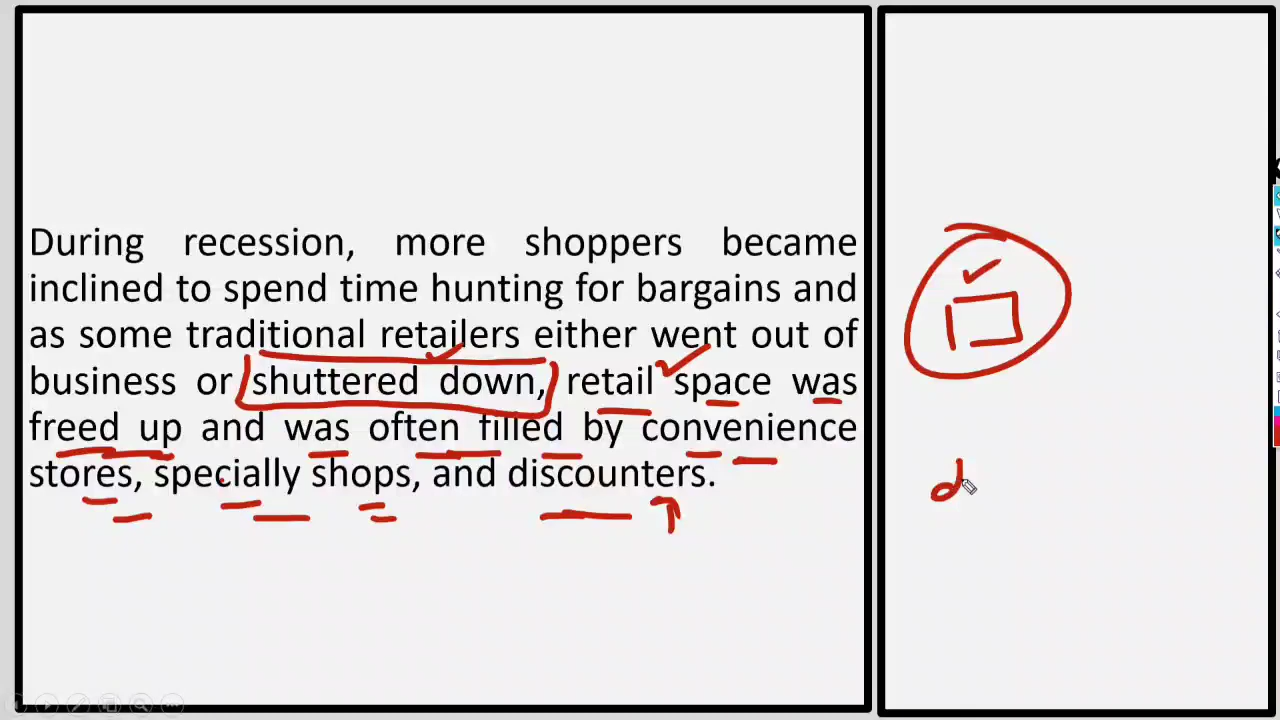 During recession, more shoppers became
inclined to spend time hunting for bargains and
as some traditional retailers either went out of
business or shuttered down, retail space was
freed up and was often filled by convenience
stores, specially shops, and discounters.
d